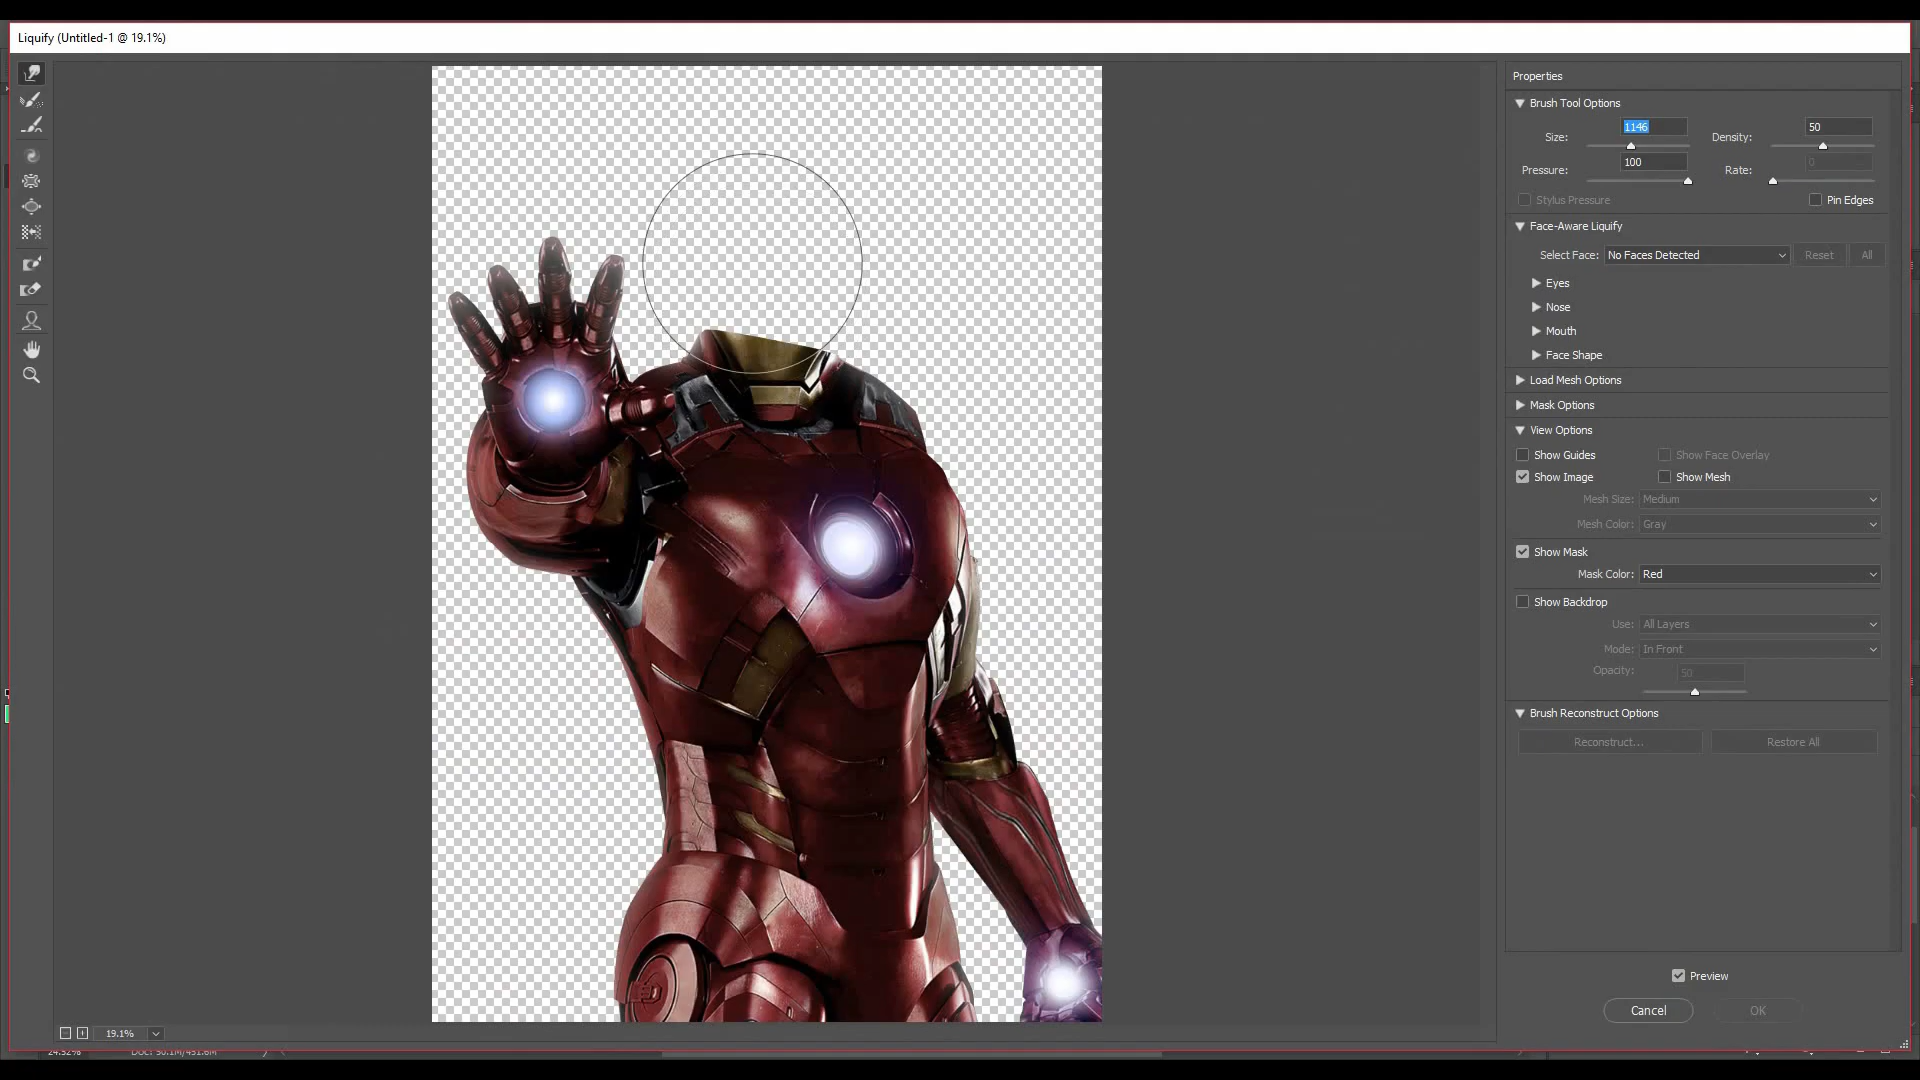 Liquify (Untitled-1 @ 19.1%)
Properties
Brush Tool Options
Size: 1146 Density: 50
Pressure: 100 Rate: 0
Stylus Pressure Pin Edges
Face-Aware Liquify
Select Face: No Faces Detected Reset All
Eyes
Nose
Mouth
Face Shape
Load Mesh Options
Mask Options
View Options
Show Guides Show Face Overlay
Show Image Show Mesh
Mesh Size: Medium
Mesh Color: Gray
Show Mask
Mask Color: Red
Show Backdrop
Use: All Layers
Mode: In Front
Opacity: 50
Brush Reconstruct Options
Reconstruct... Restore All
Preview
Cancel OK
19.1%